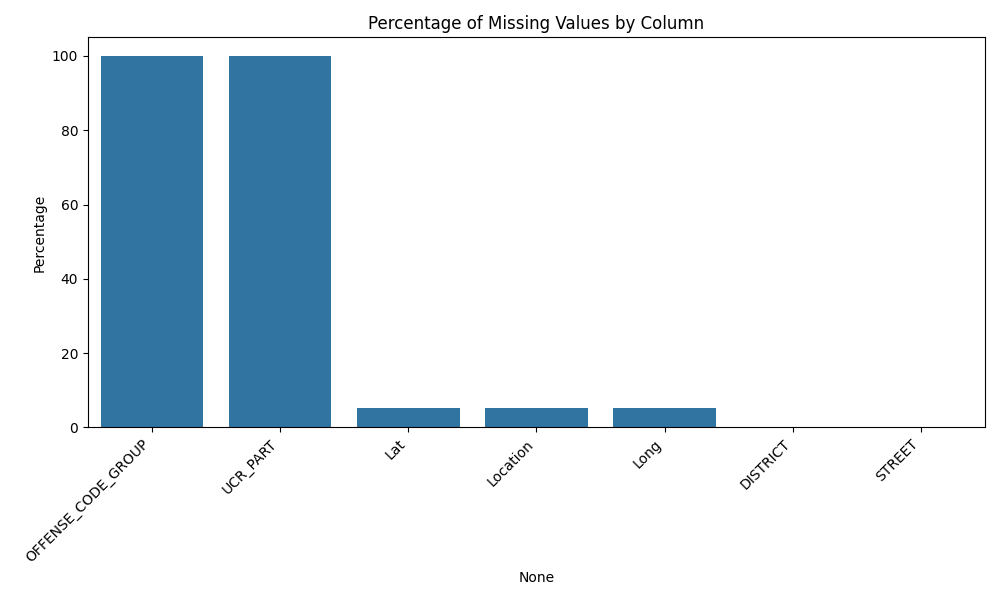 Percentage of Missing Values by Column
Percentage
100
80
60
40
20
0
OFFENSE_CODE_GROUP
UCR_PART
Lat
Location
Long
DISTRICT
STREET
None